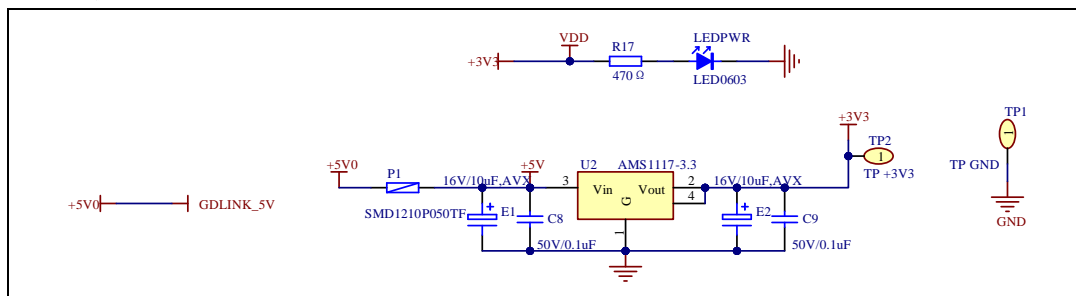 VDD
LEDPWR
R17
+3V3
470 Ω
LED0603
+3V3
TP1
TP2
1
1
+5V0
P1
+5V
U2
AMS1117-3.3
TP GND
16V/10uF,AVX
3
Vin
Vout
2
16V/10uF,AVX
TP +3V3
4
G
+5V0
GDLINK_5V
SMD1210P050TF
E1
C8
E2
C9
GND
1
50V/0.1uF
50V/0.1uF